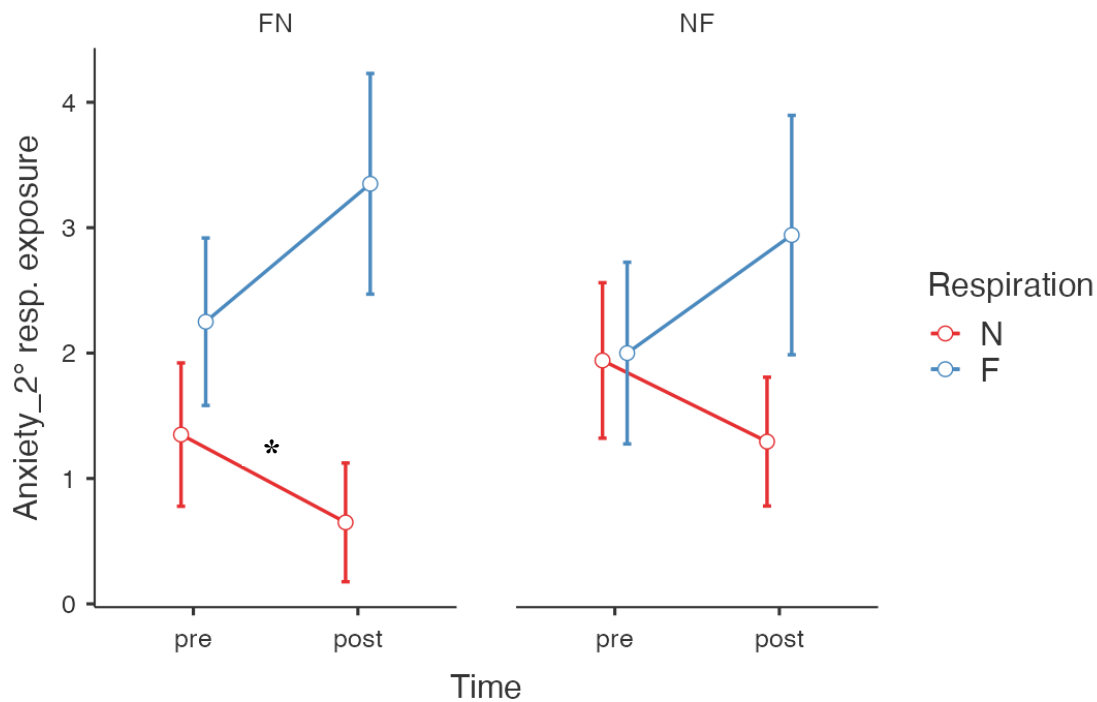 FN
NF
Anxiety_2° resp. exposure
4
3
2
1
0
*
pre
post
pre
post
Time
Respiration
N
F